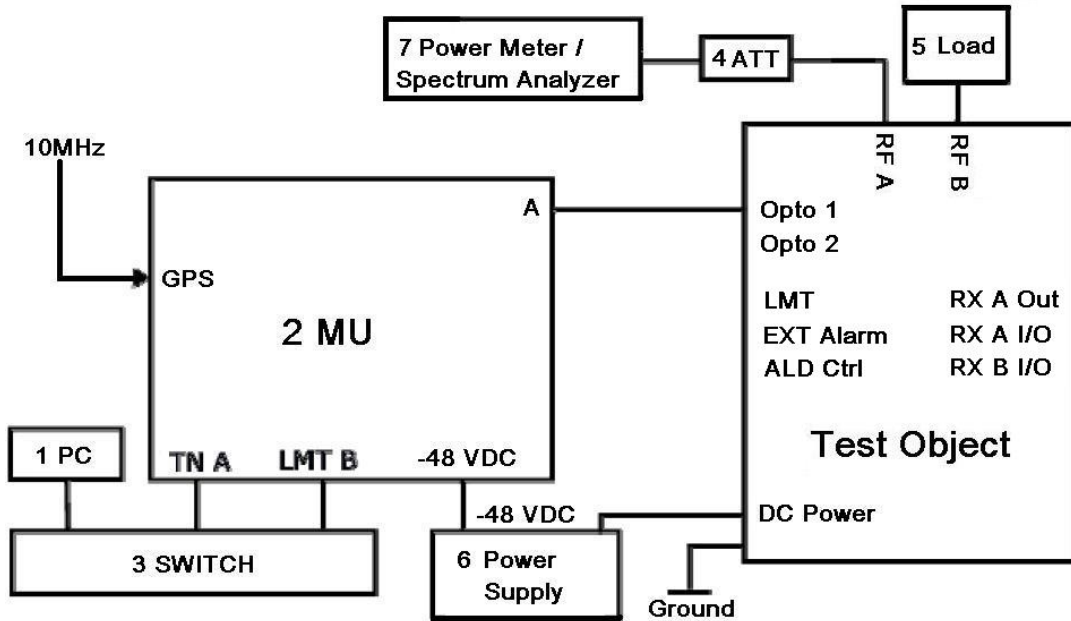 7 Power Meter /
Spectrum Analyzer
4 ATT
5 Load
10MHz
RF A
RF B
A
Opto 1
Opto 2
GPS
2 MU
LMT
RX A Out
EXT Alarm
RX A I/O
ALD Ctrl
RX B I/O
Test Object
1 PC
TN A
LMT B
-48 VDC
-48 VDC
DC Power
3 SWITCH
6 Power
Supply
Ground